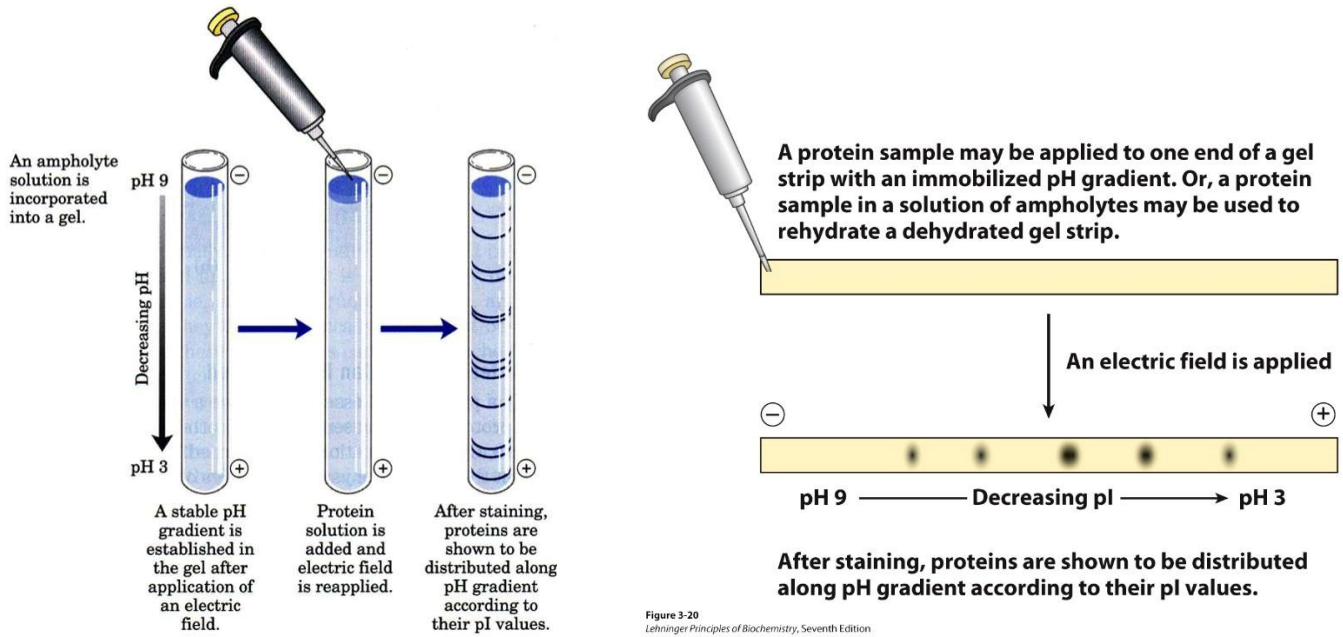 An ampholyte
solution is
incorporated
into a gel.
pH 9
Decreasing pH
pH 3
−
+
−
+
−
+
A stable pH
gradient is
established in
the gel after
application of
an electric
field.
Protein
solution is
added and
electric field
is reapplied.
After staining,
proteins are
shown to be
distributed along
pH gradient
according to
their pI values.
A protein sample may be applied to one end of a gel
strip with an immobilized pH gradient. Or, a protein
sample in a solution of ampholytes may be used to
rehydrate a dehydrated gel strip.
An electric field is applied
−
+
pH 9 Decreasing pI pH 3
After staining, proteins are shown to be distributed
along pH gradient according to their pI values.
Figure 3-20
Lehninger Principles of Biochemistry, Seventh Edition